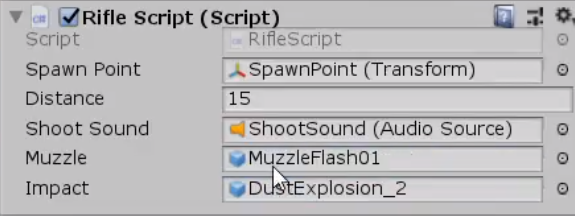 Rifle Script (Script)
Script RifleScript
Spawn Point SpawnPoint (Transform)
Distance 15
Shoot Sound ShootSound (Audio Source)
Muzzle MuzzleFlash01
Impact DustExplosion_2